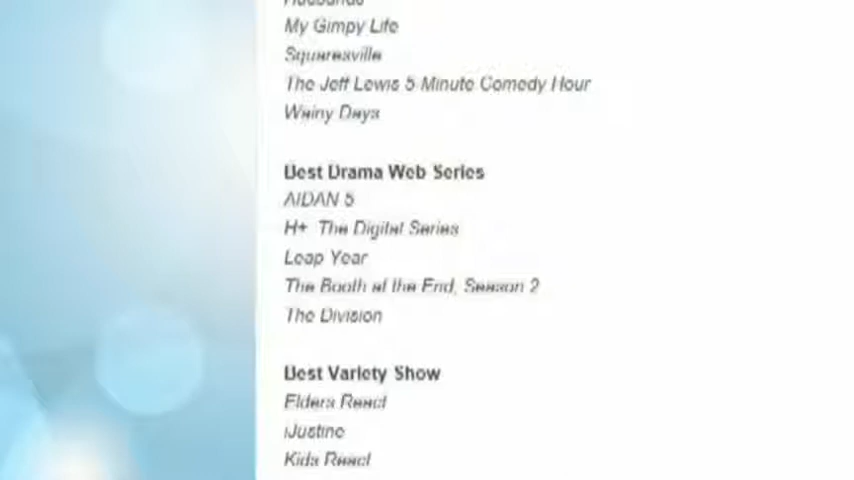 Husbands
My Gimpy Life
Squaresville
The Jeff Lewis 5 Minute Comedy Hour
Wainy Days
Best Drama Web Series
AIDAN 5
H+ The Digital Series
Leap Year
The Booth at the End, Season 2
The Division
Best Variety Show
Elders React
iJustine
Kids React